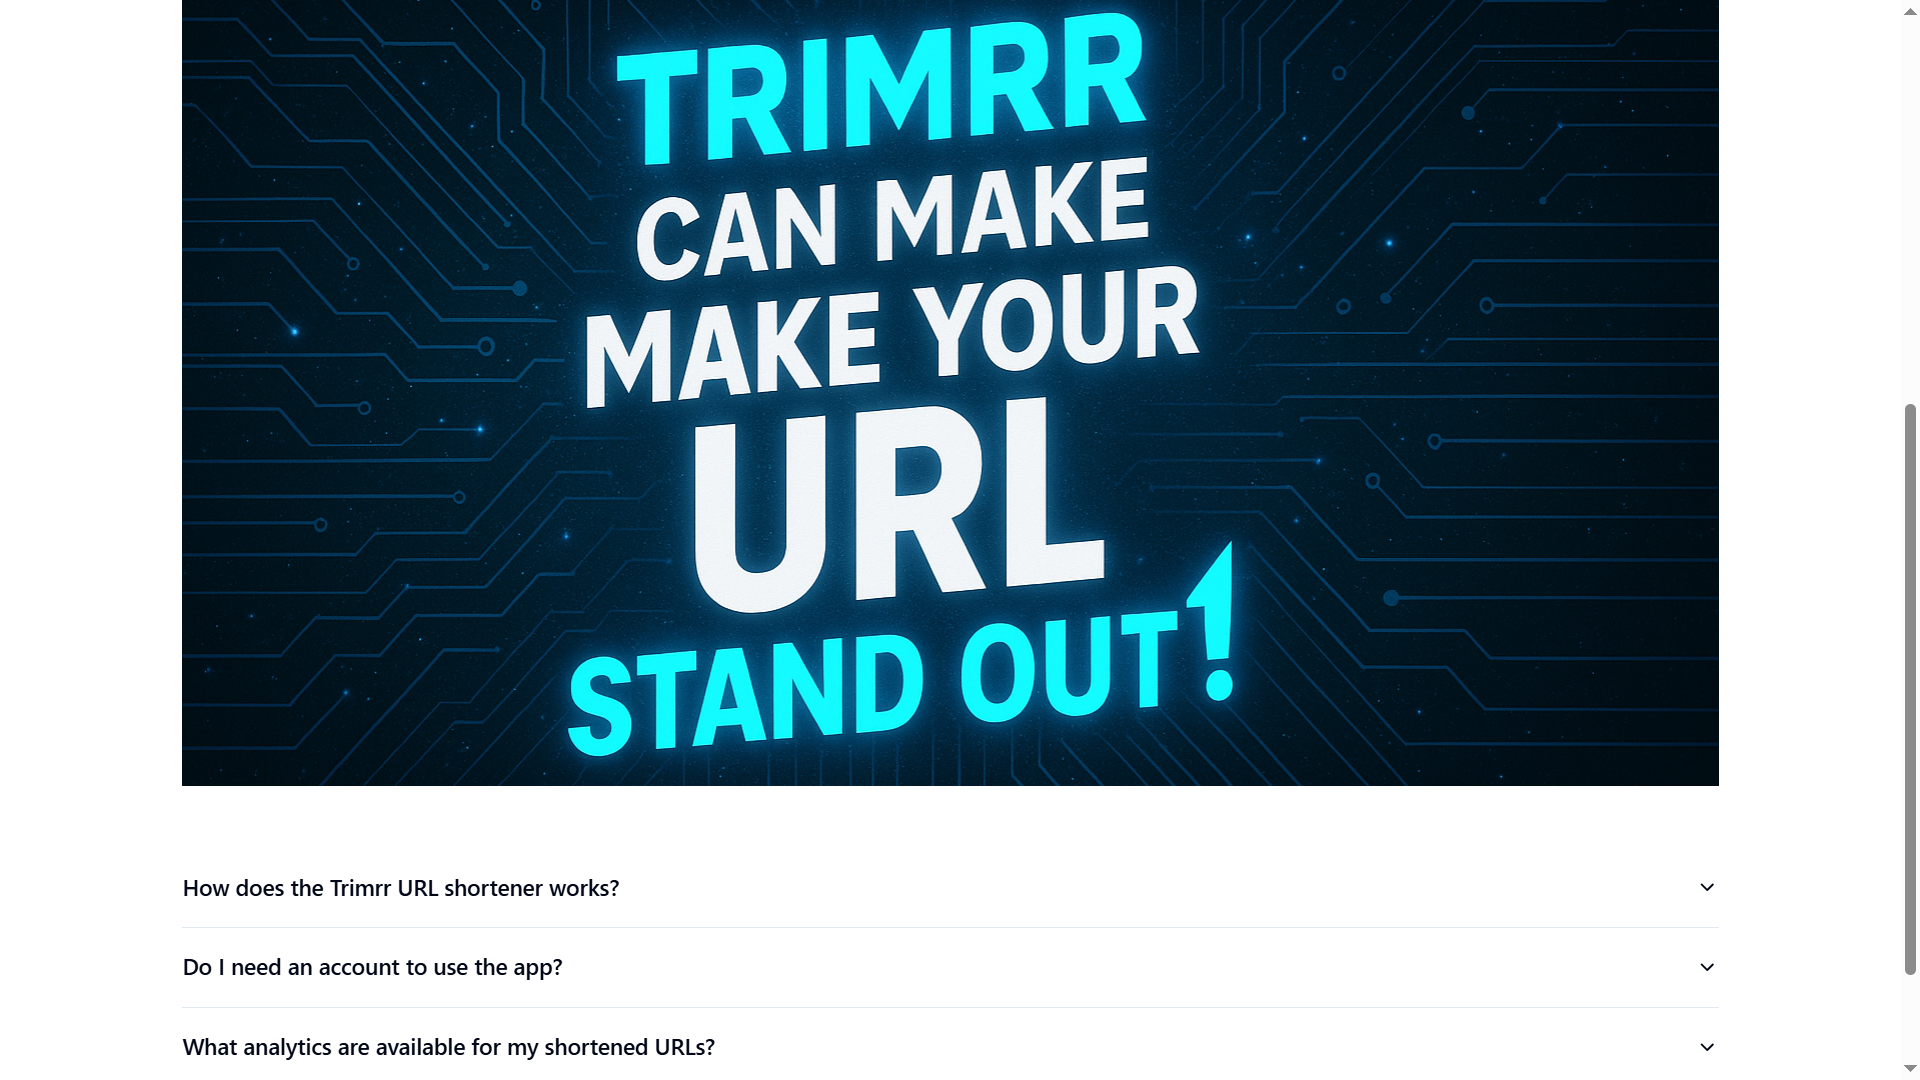 TRIMRR
CAN MAKE
MAKE YOUR
URL
STAND OUT!
How does the Trimrr URL shortener works?
Do I need an account to use the app?
What analytics are available for my shortened URLs?